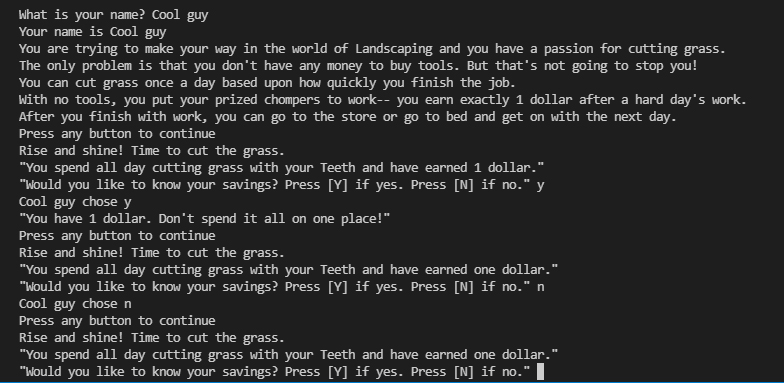 What is your name? Cool guy
Your name is Cool guy
You are trying to make your way in the world of Landscaping and you have a passion for cutting grass.
The only problem is that you don't have any money to buy tools. But that's not going to stop you!
You can cut grass once a day based upon how quickly you finish the job.
With no tools, you put your prized chompers to work-- you earn exactly 1 dollar after a hard day's work.
After you finish with work, you can go to the store or go to bed and get on with the next day.
Press any button to continue
Rise and shine! Time to cut the grass.
"You spend all day cutting grass with your Teeth and have earned 1 dollar."
"Would you like to know your savings? Press [Y] if yes. Press [N] if no." y
Cool guy chose y
"You have 1 dollar. Don't spend it all on one place!"
Press any button to continue
Rise and shine! Time to cut the grass.
"You spend all day cutting grass with your Teeth and have earned one dollar."
"Would you like to know your savings? Press [Y] if yes. Press [N] if no." n
Cool guy chose n
Press any button to continue
Rise and shine! Time to cut the grass.
"You spend all day cutting grass with your Teeth and have earned one dollar."
"Would you like to know your savings? Press [Y] if yes. Press [N] if no."